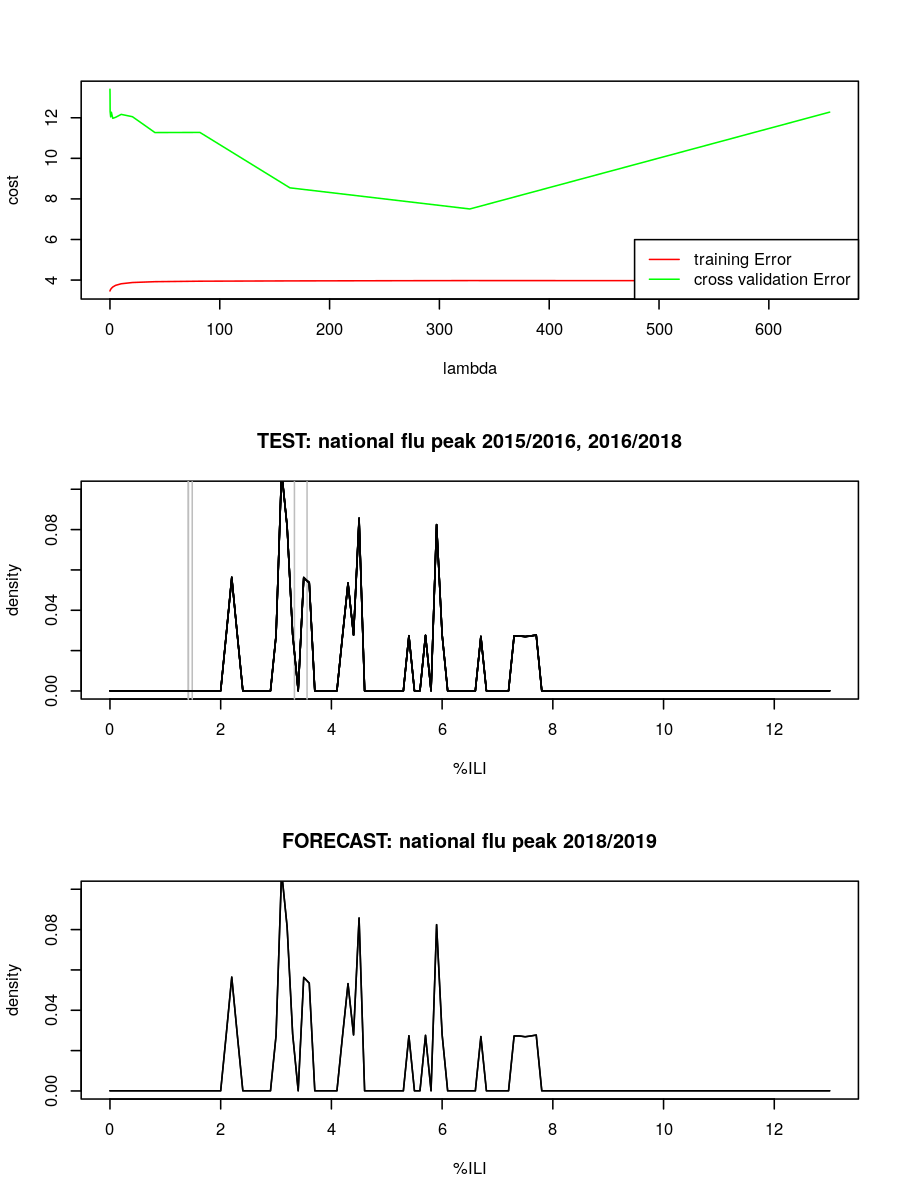 12
10
8
6
4
cost
training Error
cross validation Error
0 100 200 300 400 500 600
lambda
TEST: national flu peak 2015/2016, 2016/2018
0.08
0.04
0.00
density
0 2 4 6 8 10 12
%ILI
FORECAST: national flu peak 2018/2019
0.08
0.04
0.00
density
0 2 4 6 8 10 12
%ILI